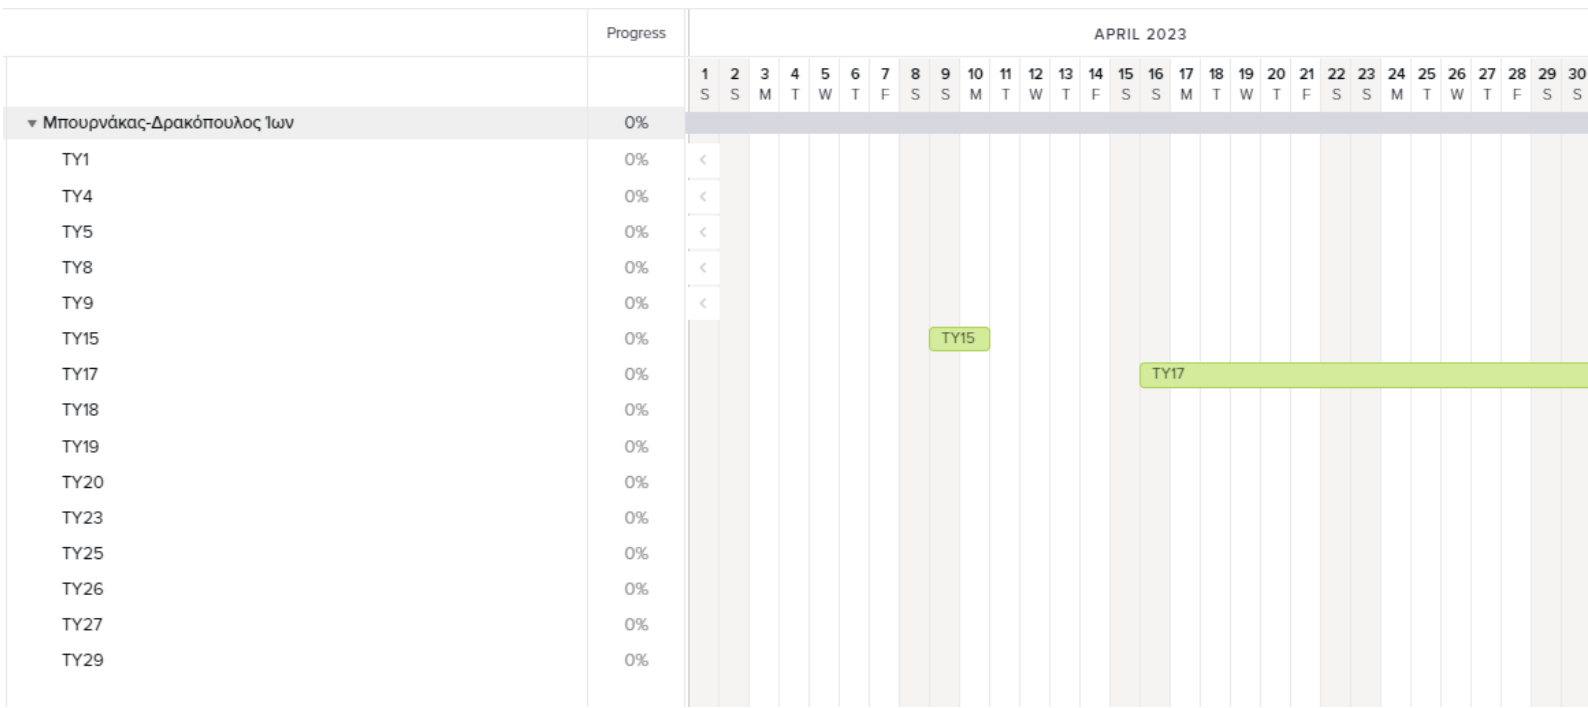 Progress APRIL 2023
1 2 3 4 5 6 7 8 9 10 11 12 13 14 15 16 17 18 19 20 21 22 23 24 25 26 27 28 29 30
S S M T W T F S S M T W T F S S M T W T F S S M T W T F S S
Μπουρνάκας-Δρακόπουλος Ίων 0%
TY1 0%
TY4 0%
TY5 0%
TY8 0%
TY9 0%
TY15 0% TY15
TY17 0% TY17
TY18 0%
TY19 0%
TY20 0%
TY23 0%
TY25 0%
TY26 0%
TY27 0%
TY29 0%